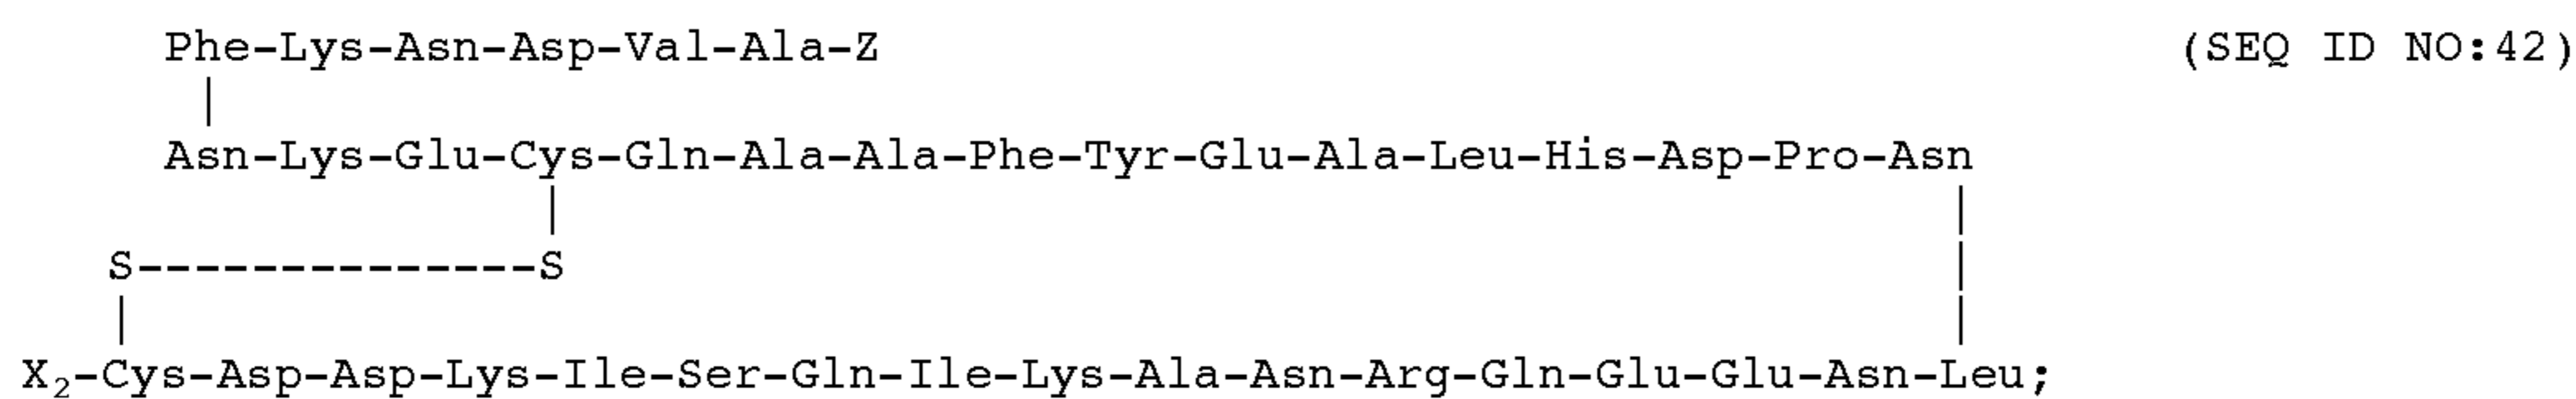 Phe-Lys-Asn-Asp-Val-Ala-Z (SEQ ID NO:42)
|
Asn-Lys-Glu-Cys-Gln-Ala-Ala-Phe-Tyr-Glu-Ala-Leu-His-Asp-Pro-Asn
| |
S--------------S |
| |
X₂-Cys-Asp-Asp-Lys-Ile-Ser-Gln-Ile-Lys-Ala-Asn-Arg-Gln-Glu-Glu-Asn-Leu;